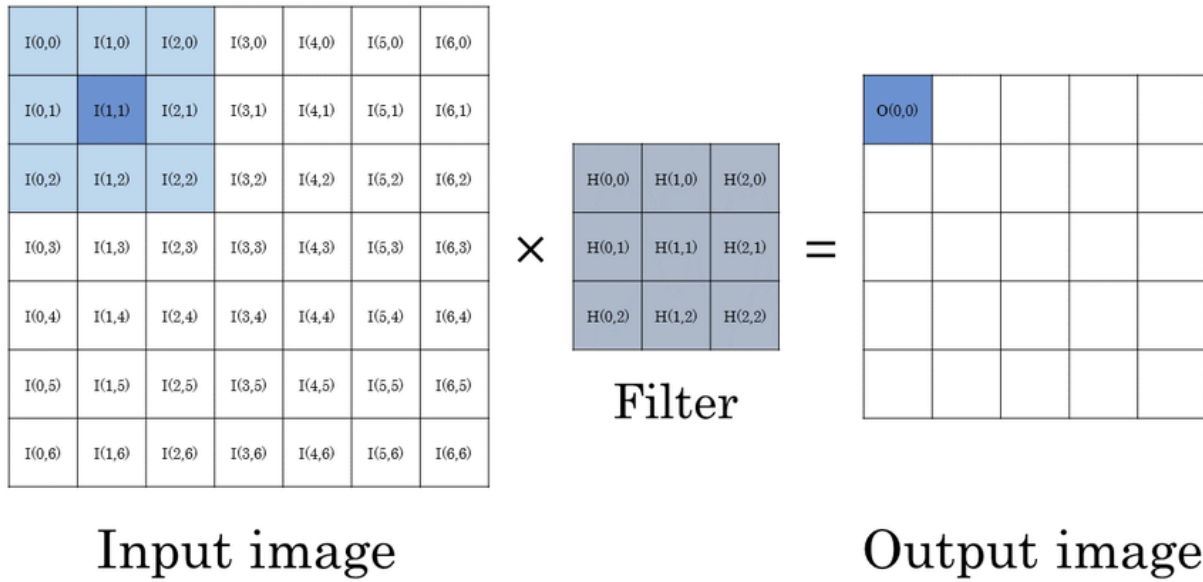 I(0,0) I(1,0) I(2,0) I(3,0) I(4,0) I(5,0) I(6,0)
I(0,1) I(1,1) I(2,1) I(3,1) I(4,1) I(5,1) I(6,1)
I(0,2) I(1,2) I(2,2) I(3,2) I(4,2) I(5,2) I(6,2)
I(0,3) I(1,3) I(2,3) I(3,3) I(4,3) I(5,3) I(6,3)
I(0,4) I(1,4) I(2,4) I(3,4) I(4,4) I(5,4) I(6,4)
I(0,5) I(1,5) I(2,5) I(3,5) I(4,5) I(5,5) I(6,5)
I(0,6) I(1,6) I(2,6) I(3,6) I(4,6) I(5,6) I(6,6)
Input image
×
H(0,0) H(1,0) H(2,0)
H(0,1) H(1,1) H(2,1)
H(0,2) H(1,2) H(2,2)
Filter
=
O(0,0)
Output image